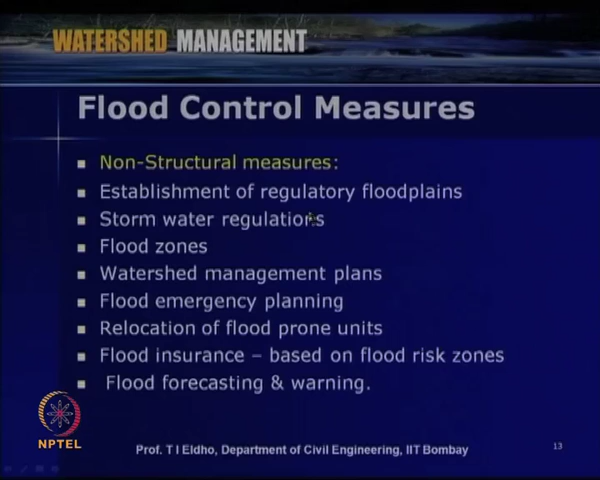 WATERSHED MANAGEMENT
Flood Control Measures
Non-Structural measures:
Establishment of regulatory floodplains
Storm water regulations
Flood zones
Watershed management plans
Flood emergency planning
Relocation of flood prone units
Flood insurance – based on flood risk zones
Flood forecasting & warning.
NPTEL
Prof. T I Eldho, Department of Civil Engineering, IIT Bombay
13